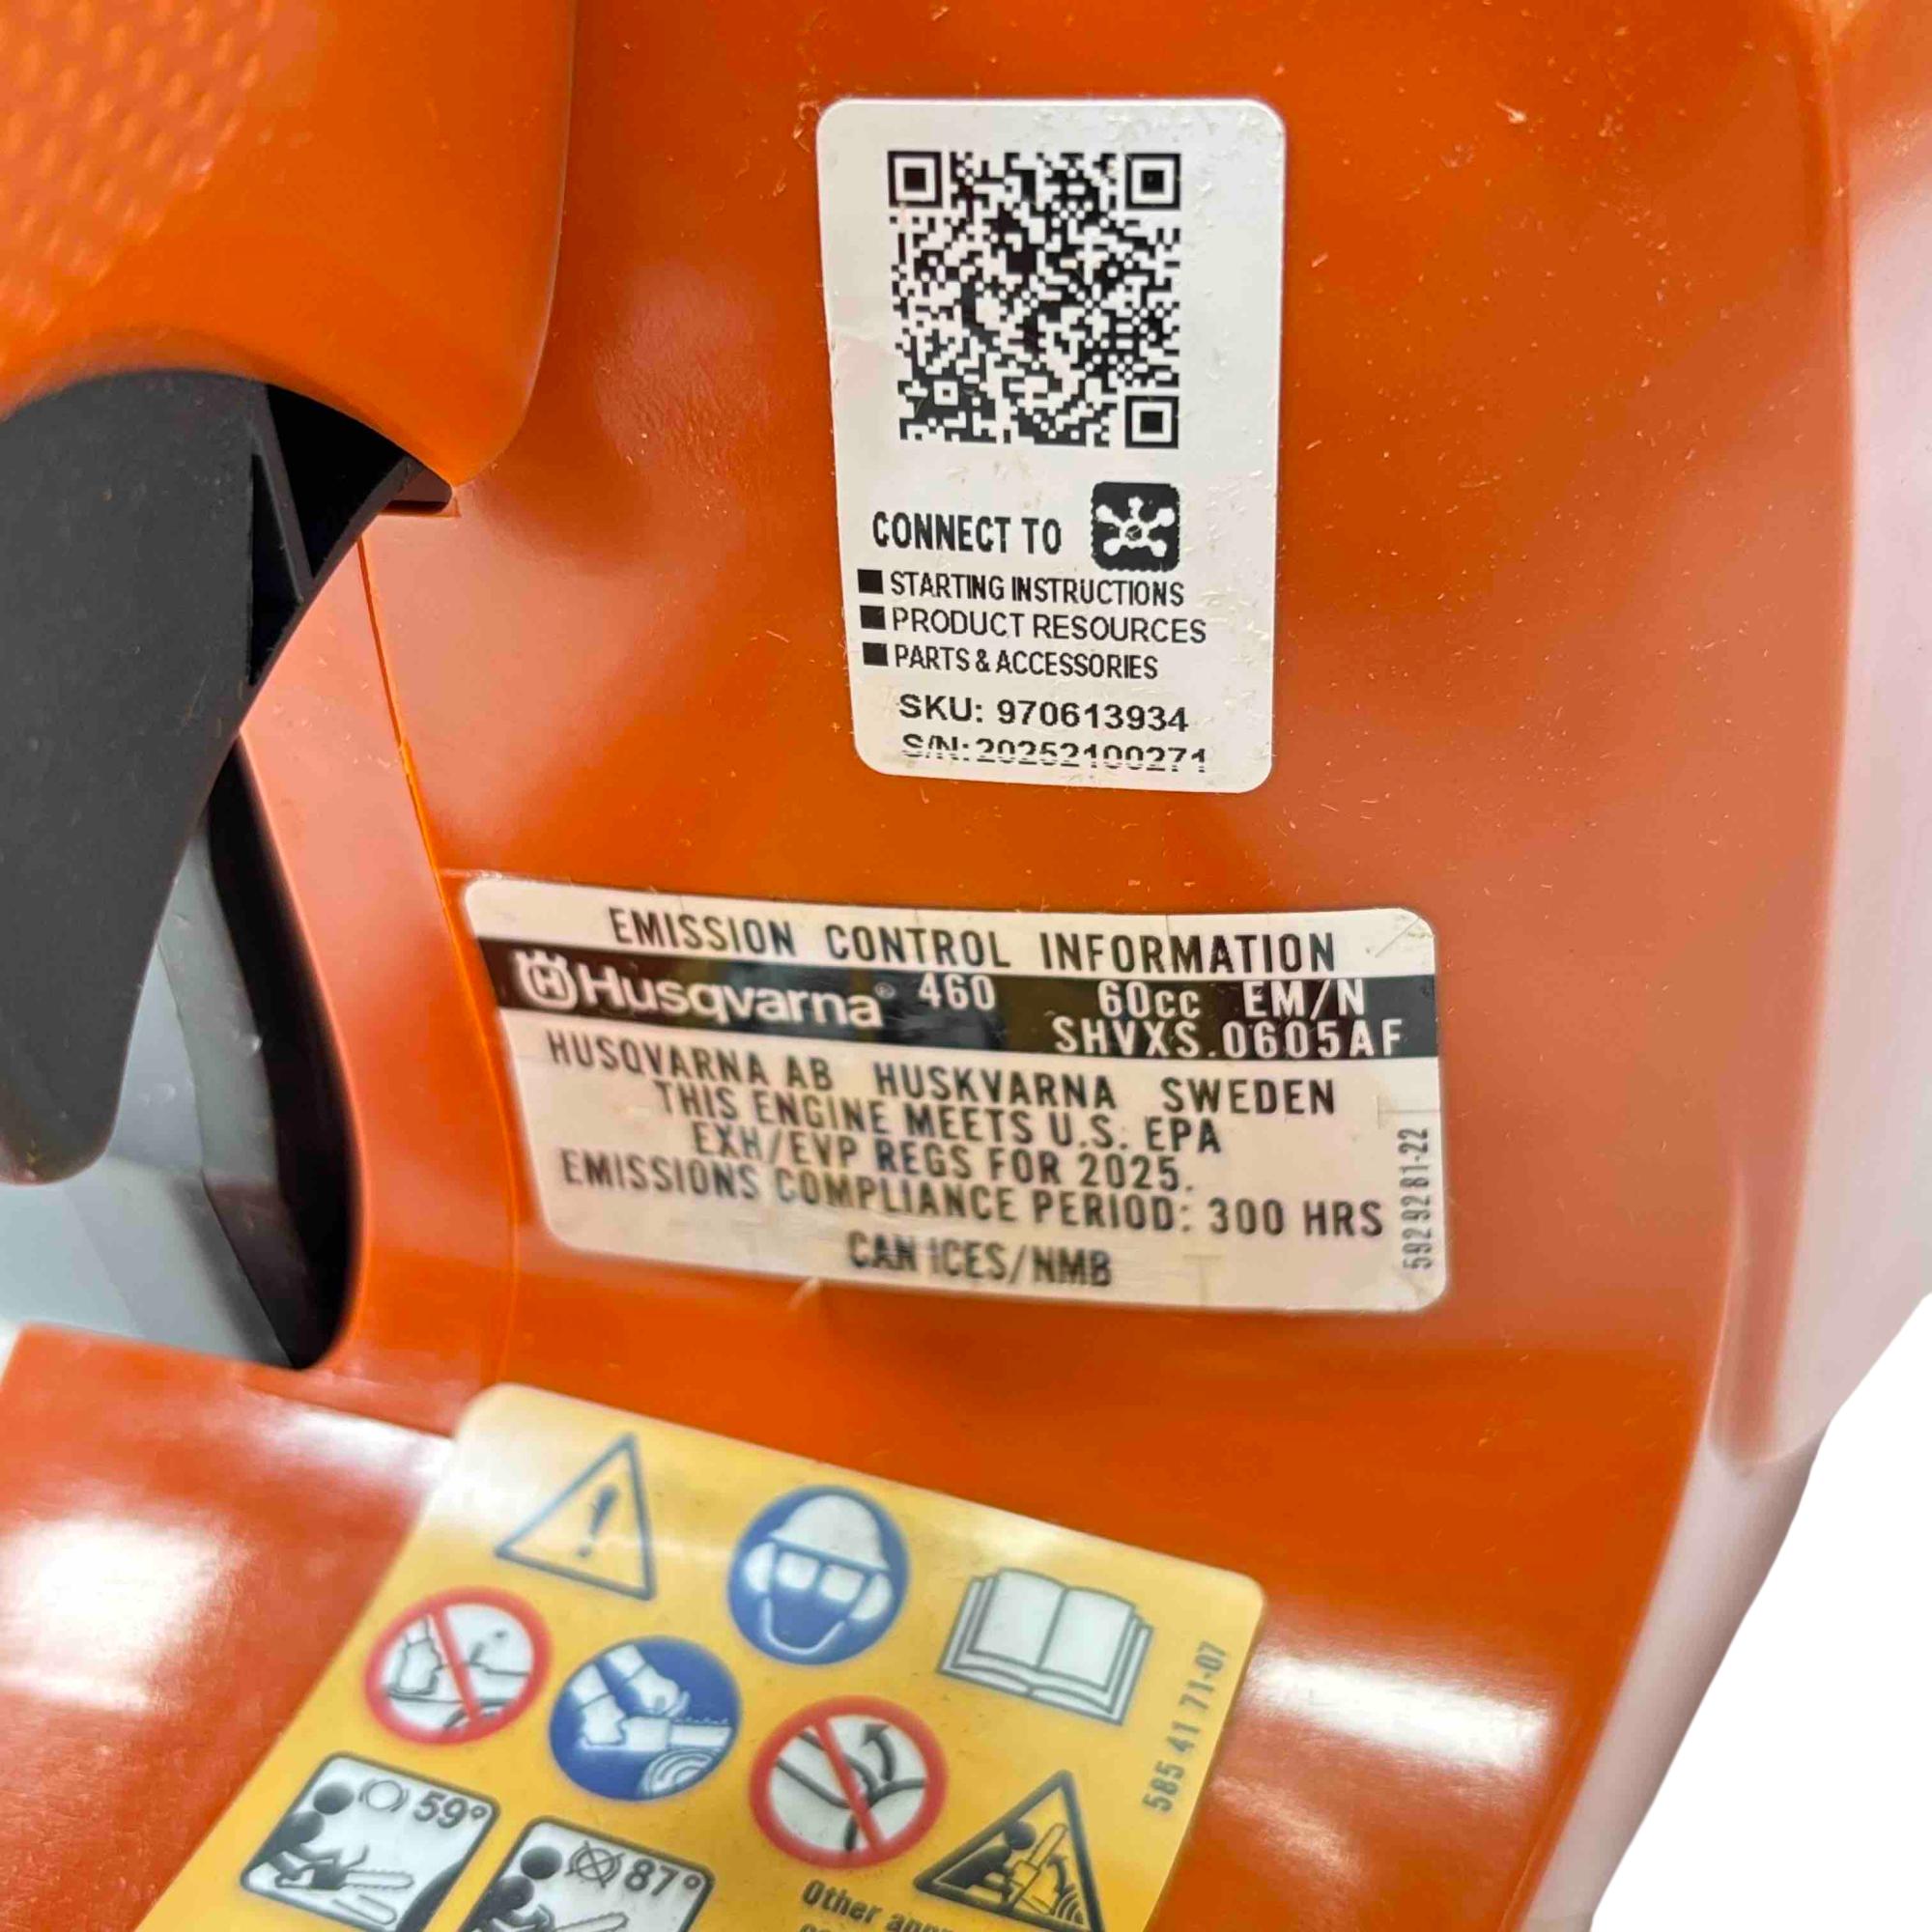 CONNECT TO
STARTING INSTRUCTIONS
PRODUCT RESOURCES
PARTS & ACCESSORIES
SKU: 970613934
S/N: 20252100271
EMISSION CONTROL INFORMATION
Husqvarna® 460 60cc EM/N
SHVXS.0605AF
HUSQVARNA AB HUSKVARNA SWEDEN
THIS ENGINE MEETS U.S. EPA
EXH/EVP REGS FOR 2025.
EMISSIONS COMPLIANCE PERIOD: 300 HRS
CAN ICES/NMB
592 92 81-22
585 41 71-07
59°
87°
Other